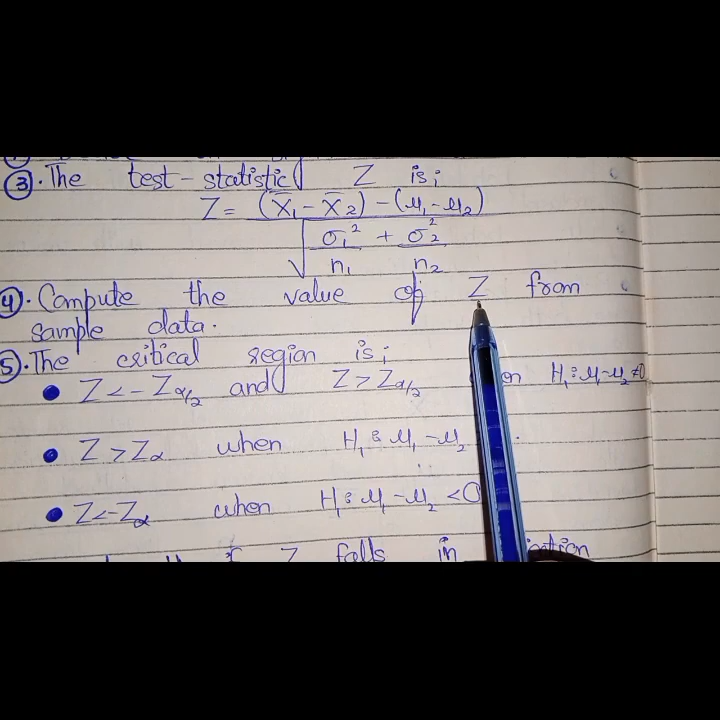 ③. The test-statistic Z is;
Z = (X̄₁ - X̄₂) - (μ₁ - μ₂)
√ σ₁² / n₁ + σ₂² / n₂
④. Compute the value of Z from
sample data.
⑤. The critical region is;
• Z < -Zα/2 and Z > Zα/2 H₁: μ₁-μ₂ ≠ 0
• Z > Zα when H₁: μ₁ - μ₂
• Z < -Zα when H₁: μ₁ - μ₂ < 0
if Z falls in